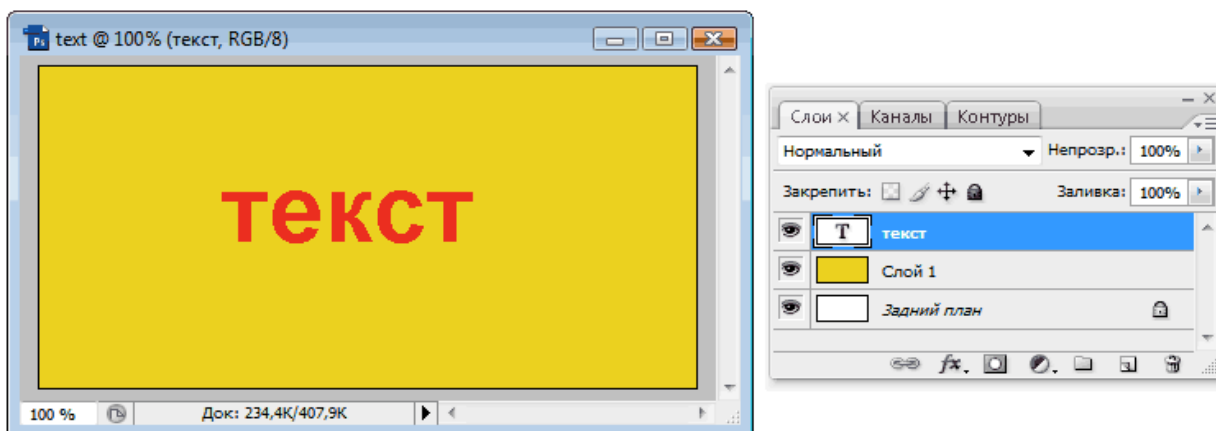 Ps text @ 100% (текст, RGB/8)
текст
100 %
Док: 234,4K/407,9K
Слои × Каналы Контуры
Нормальный Непрозр.: 100%
Закрепить: Заливка: 100%
T текст
Слой 1
Задний план
fx.